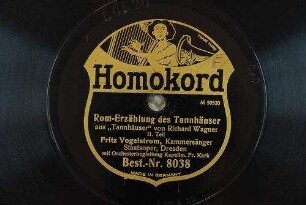 Homokord
M 50520
Rom-Erzählung des Tannhäuser
aus „Tannhäuser" von Richard Wagner
II. Teil
Fritz Vogelstrom, Kammersänger
Staatsoper, Dresden
mit Orchesterbegleitung Kapellm. Fr. Kark
Best.-Nr. 8038
MADE IN GERMANY